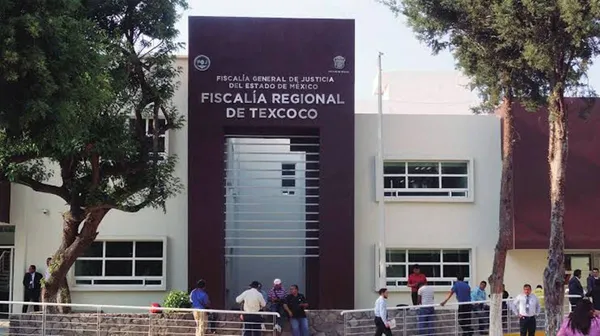 FISCALÍA GENERAL DE JUSTICIA
DEL ESTADO DE MÉXICO
FISCALÍA REGIONAL
DE TEXCOCO